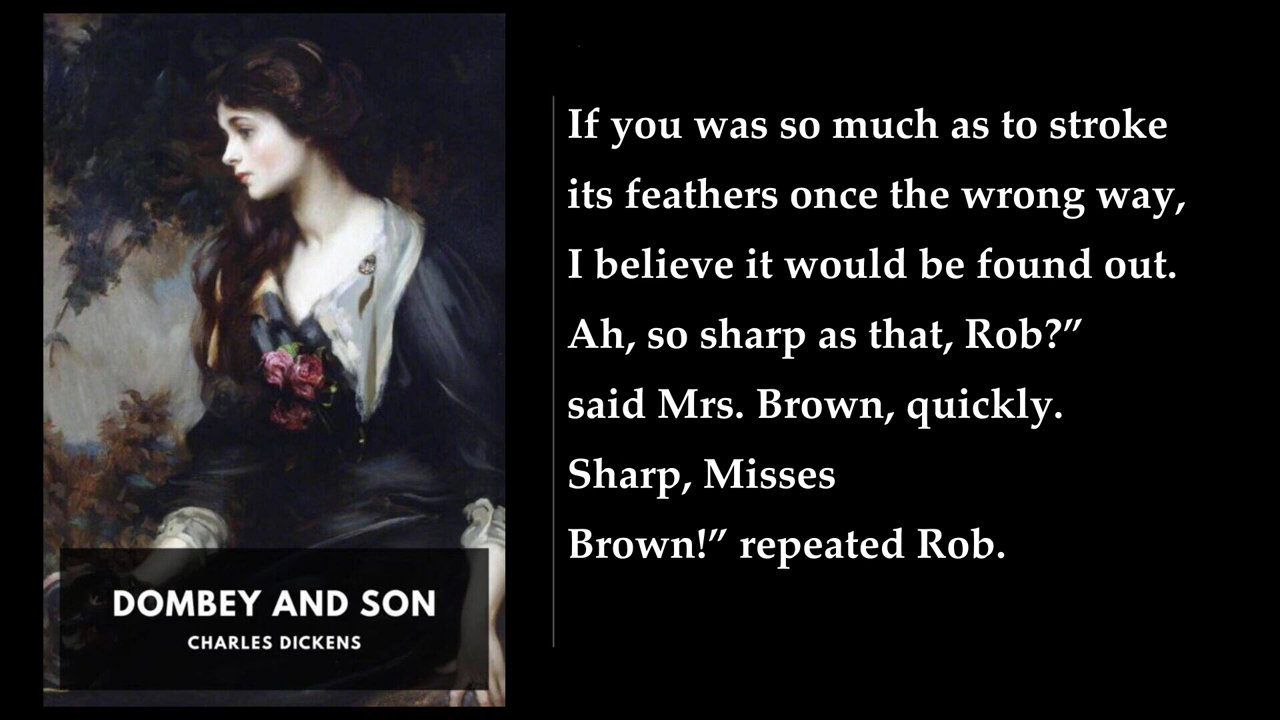 If you was so much as to stroke
its feathers once the wrong way,
I believe it would be found out.
Ah, so sharp as that, Rob?”
said Mrs. Brown, quickly.
Sharp, Misses
Brown!” repeated Rob.
DOMBEY AND SON
CHARLES DICKENS